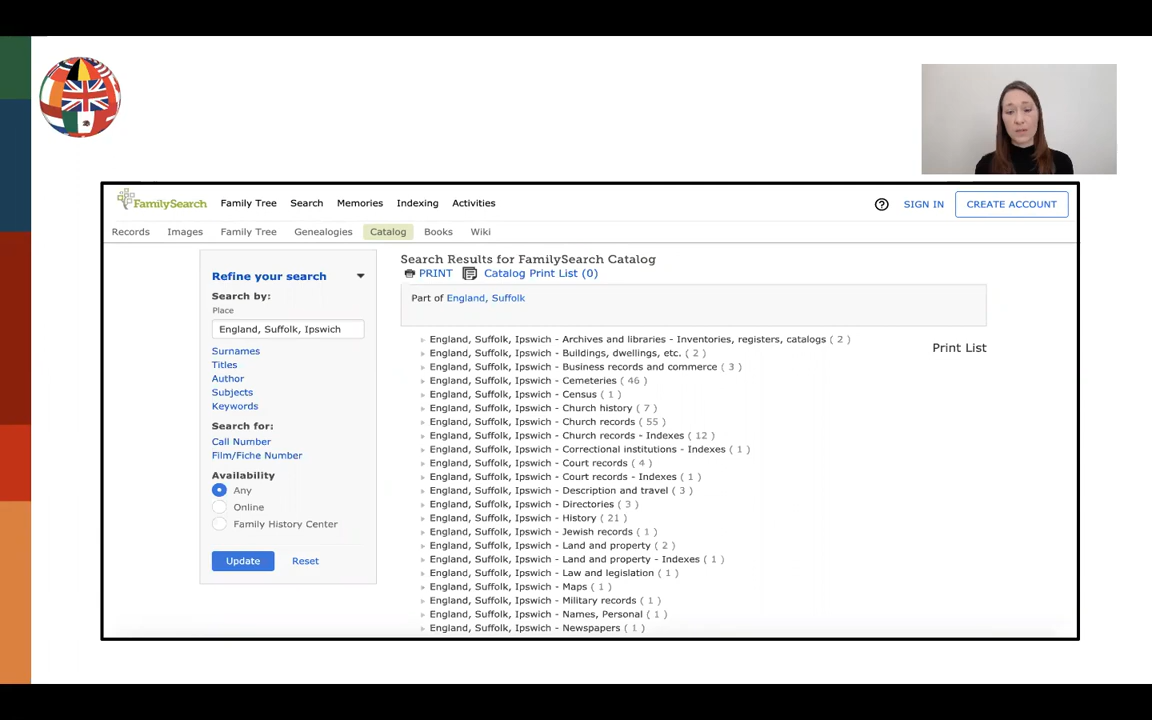 FamilySearch Family Tree Search Memories Indexing Activities SIGN IN CREATE ACCOUNT
Records Images Family Tree Genealogies Catalog Books Wiki
Refine your search
Search by:
Place
England, Suffolk, Ipswich
Surnames
Titles
Author
Subjects
Keywords
Search for:
Call Number
Film/Fiche Number
Availability
Any
Online
Family History Center
Update Reset
Search Results for FamilySearch Catalog
PRINT Catalog Print List (0)
Part of England, Suffolk
England, Suffolk, Ipswich - Archives and libraries - Inventories, registers, catalogs ( 2 )
England, Suffolk, Ipswich - Buildings, dwellings, etc. ( 2 )
England, Suffolk, Ipswich - Business records and commerce ( 3 )
England, Suffolk, Ipswich - Cemeteries ( 46 )
England, Suffolk, Ipswich - Census ( 1 )
England, Suffolk, Ipswich - Church history ( 7 )
England, Suffolk, Ipswich - Church records ( 55 )
England, Suffolk, Ipswich - Church records - Indexes ( 12 )
England, Suffolk, Ipswich - Correctional institutions - Indexes ( 1 )
England, Suffolk, Ipswich - Court records ( 4 )
England, Suffolk, Ipswich - Court records - Indexes ( 1 )
England, Suffolk, Ipswich - Description and travel ( 3 )
England, Suffolk, Ipswich - Directories ( 3 )
England, Suffolk, Ipswich - History ( 21 )
England, Suffolk, Ipswich - Jewish records ( 1 )
England, Suffolk, Ipswich - Land and property ( 2 )
England, Suffolk, Ipswich - Land and property - Indexes ( 1 )
England, Suffolk, Ipswich - Law and legislation ( 1 )
England, Suffolk, Ipswich - Maps ( 1 )
England, Suffolk, Ipswich - Military records ( 1 )
England, Suffolk, Ipswich - Names, Personal ( 1 )
England, Suffolk, Ipswich - Newspapers ( 1 )
Print List